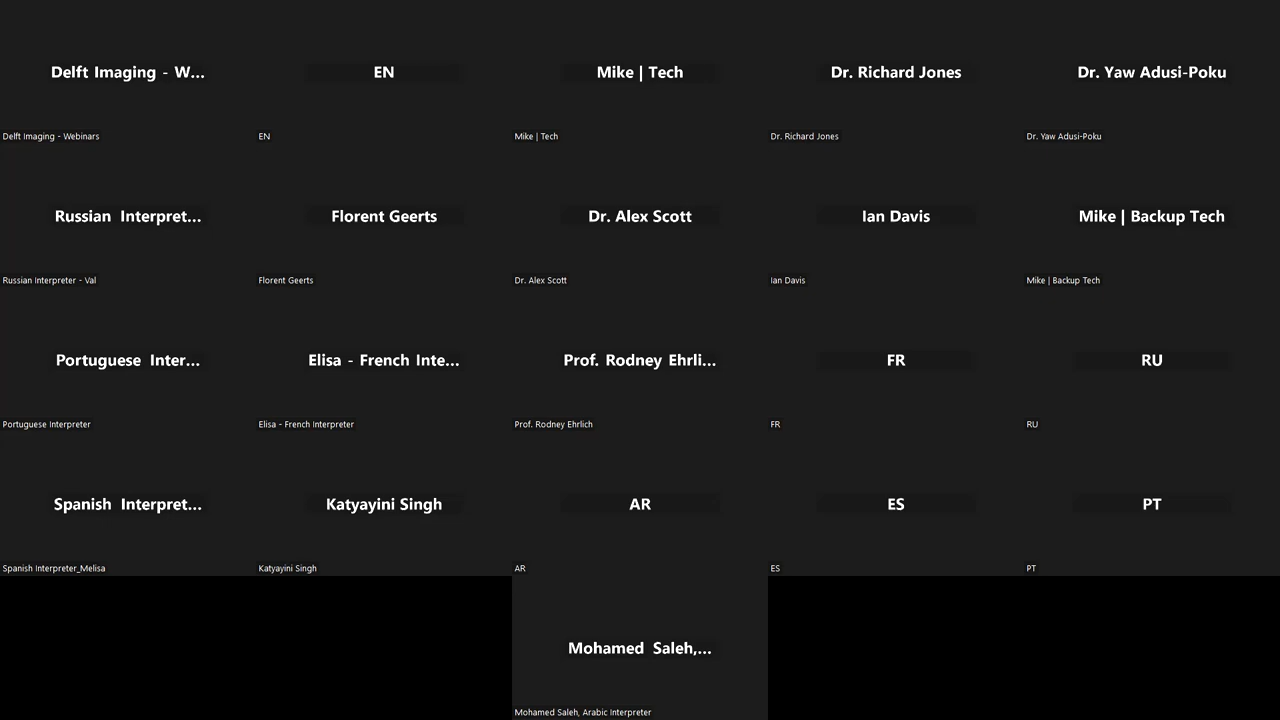 Delft Imaging - W...
EN
Mike | Tech
Dr. Richard Jones
Dr. Yaw Adusi-Poku
Delft Imaging - Webinars
EN
Mike | Tech
Dr. Richard Jones
Dr. Yaw Adusi-Poku
Russian Interpret...
Florent Geerts
Dr. Alex Scott
Ian Davis
Mike | Backup Tech
Russian Interpreter - Val
Florent Geerts
Dr. Alex Scott
Ian Davis
Mike | Backup Tech
Portuguese Inter...
Elisa - French Inte...
Prof. Rodney Ehrli...
FR
RU
Portuguese Interpreter
Elisa - French Interpreter
Prof. Rodney Ehrlich
FR
RU
Spanish Interpret...
Katyayini Singh
AR
ES
PT
Spanish Interpreter_Melisa
Katyayini Singh
AR
ES
PT
Mohamed Saleh,...
Mohamed Saleh, Arabic Interpreter